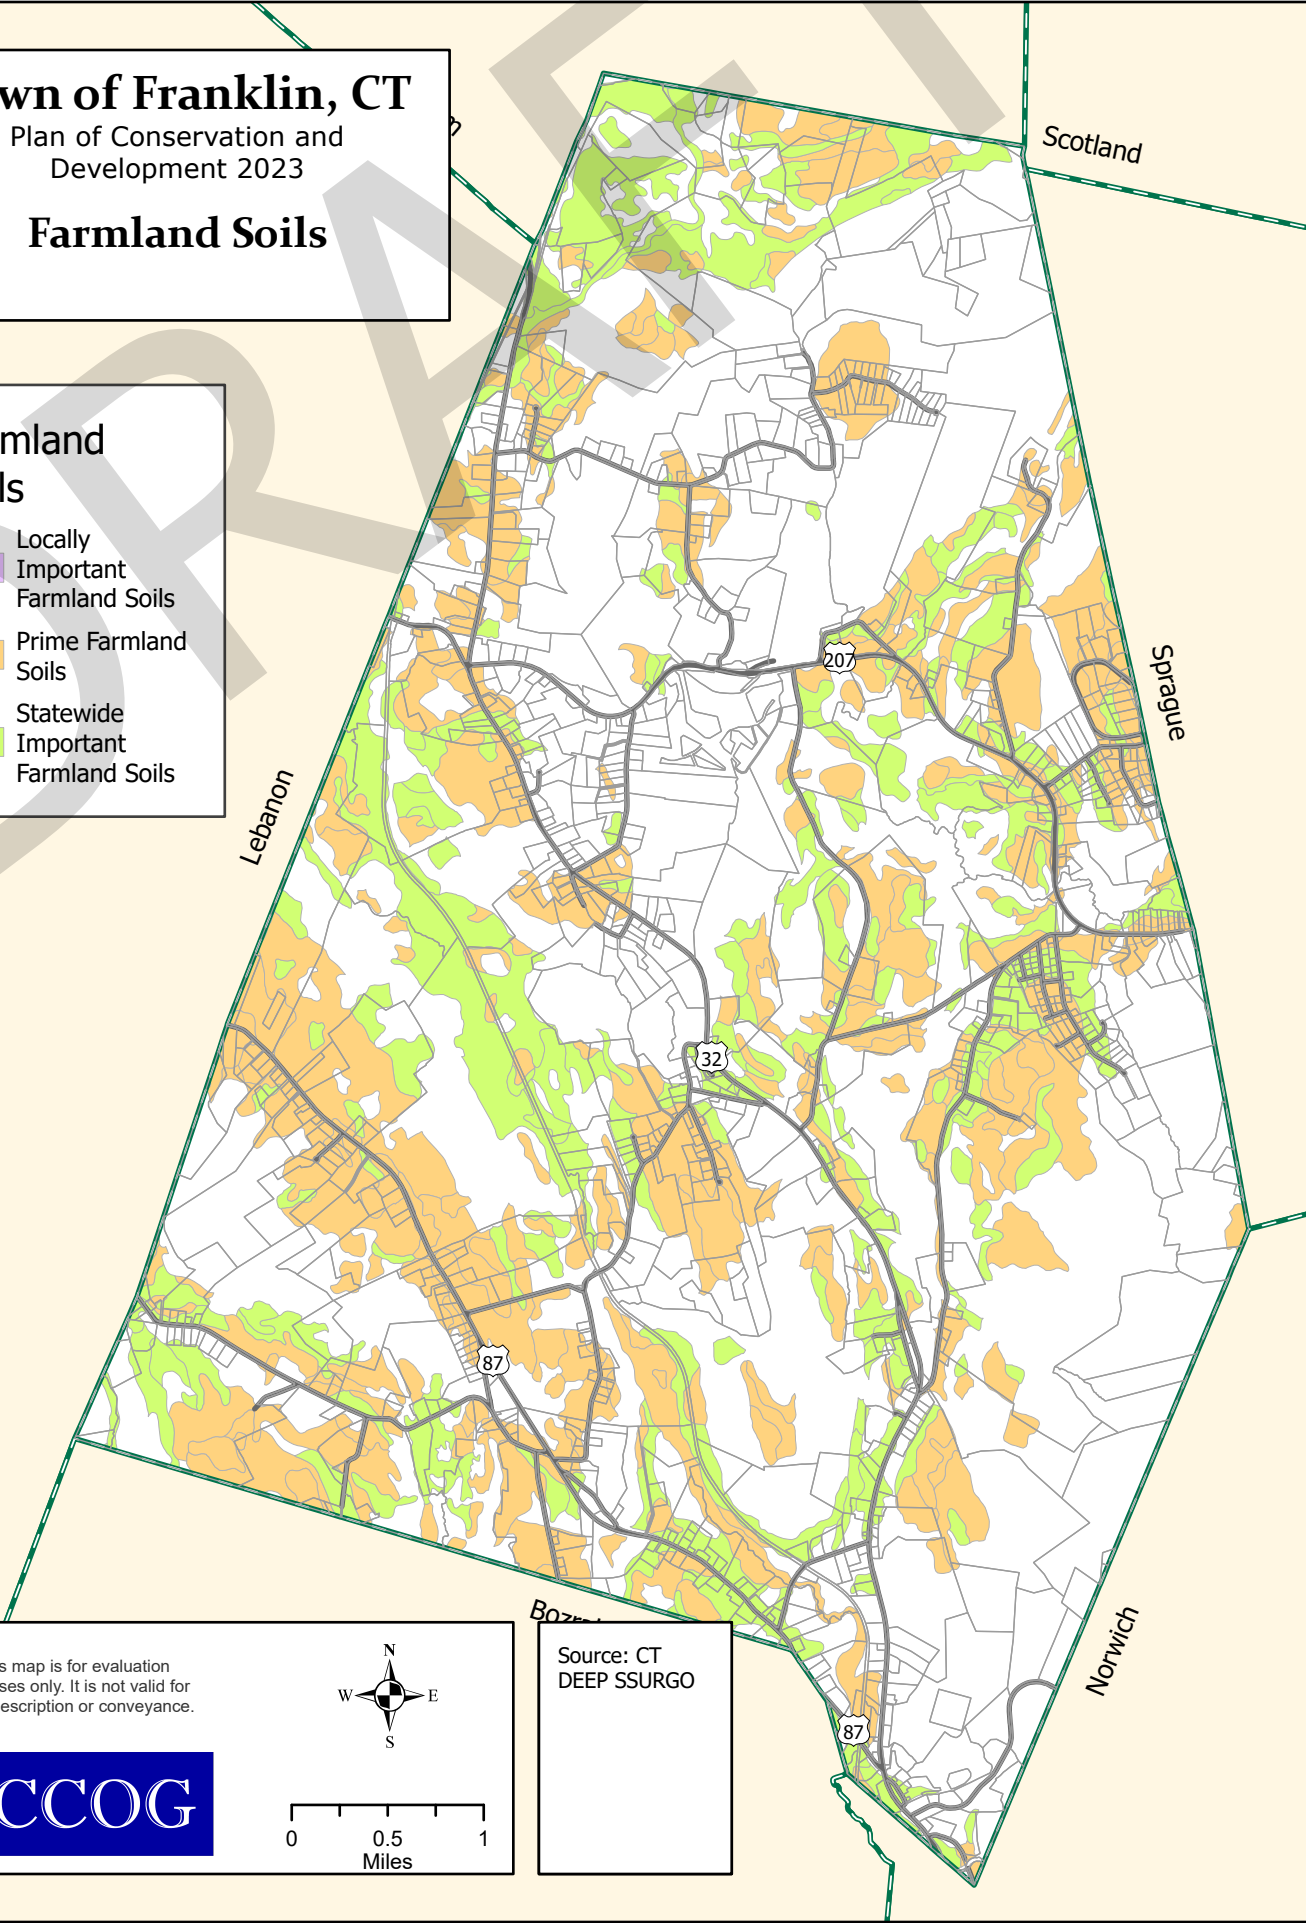 wn of Franklin, CT
Plan of Conservation and
Development 2023
Farmland Soils
mland
ls
Locally
Important
Farmland Soils
Prime Farmland
Soils
Statewide
Important
Farmland Soils
DRAFT
Scotland
Sprague
Lebanon
Norwich
207
32
87
87
s map is for evaluation
ses only. It is not valid for
escription or conveyance.
N
W E
S
CCOG
0 0.5 1
Miles
Source: CT
DEEP SSURGO